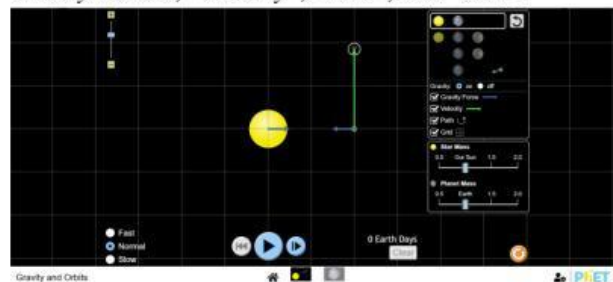 Gravity: on off
Gravity Force
Velocity
Path
Grid
Star Mass
0.5 Our Sun 1.5 2.0
Planet Mass
0.5 Earth 1.5 2.0
Fast
Normal
Slow
0 Earth Days
Clear
Gravity and Orbits
PhET